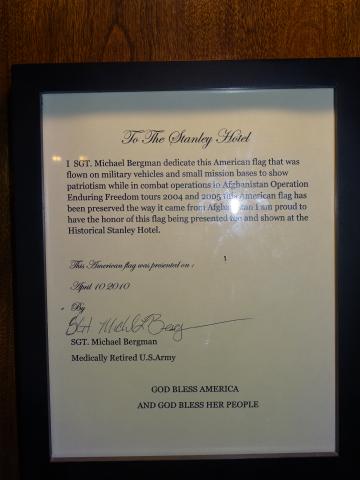 To The Stanley Hotel
I SGT. Michael Bergman dedicate this American flag that was
flown on military vehicles and small mission bases to show
patriotism while in combat operations in Afghanistan Operation
Enduring Freedom tours 2004 and 2005 this American flag has
been preserved the way it came from Afghanistan I am proud to
have the honor of this flag being presented too and shown at the
Historical Stanley Hotel.
This American flag was presented on :
April 10 2010
By
SGT Michael Bergman
SGT. Michael Bergman
Medically Retired U.S.Army
GOD BLESS AMERICA
AND GOD BLESS HER PEOPLE